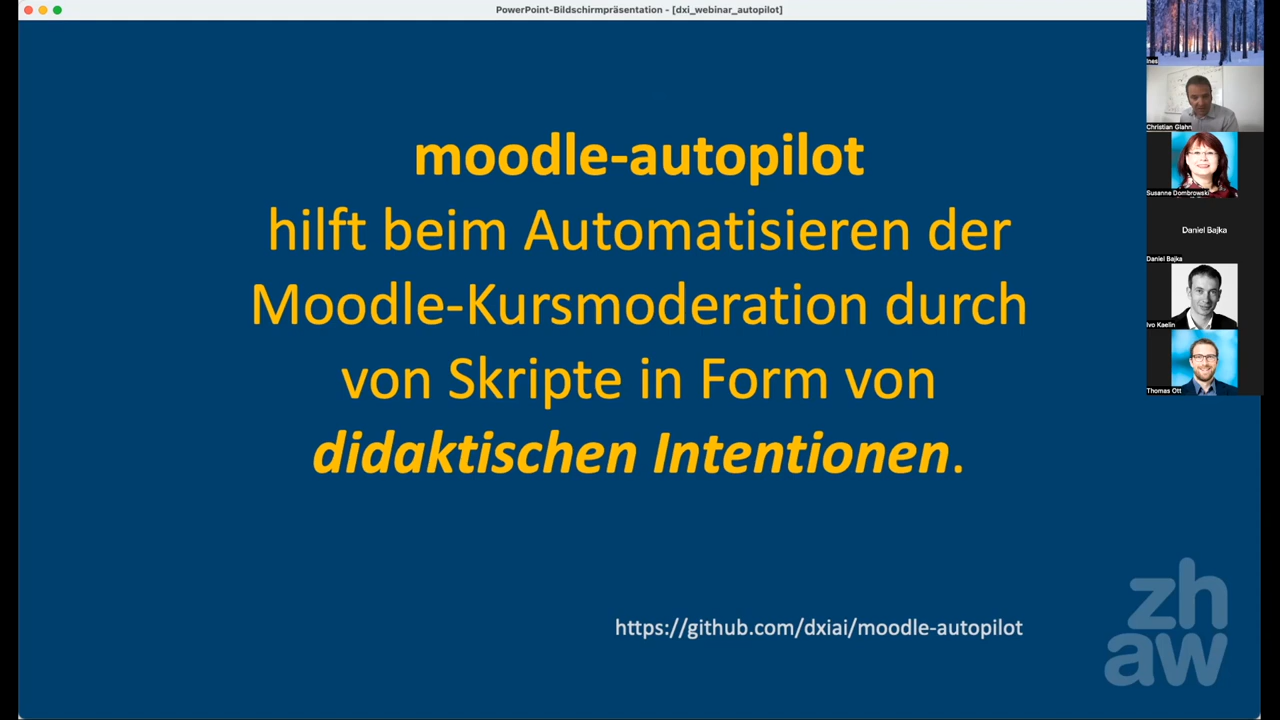 PowerPoint-Bildschirmpräsentation - [dxi_webinar_autopilot]
moodle-autopilot
hilft beim Automatisieren der
Moodle-Kursmoderation durch
von Skripte in Form von
didaktischen Intentionen.
https://github.com/dxiai/moodle-autopilot
zh
aw
Ines
Christian Glahn
Susanne Dombrowski
Daniel Bajka
Daniel Bajka
Ivo Kaelin
Thomas Ott